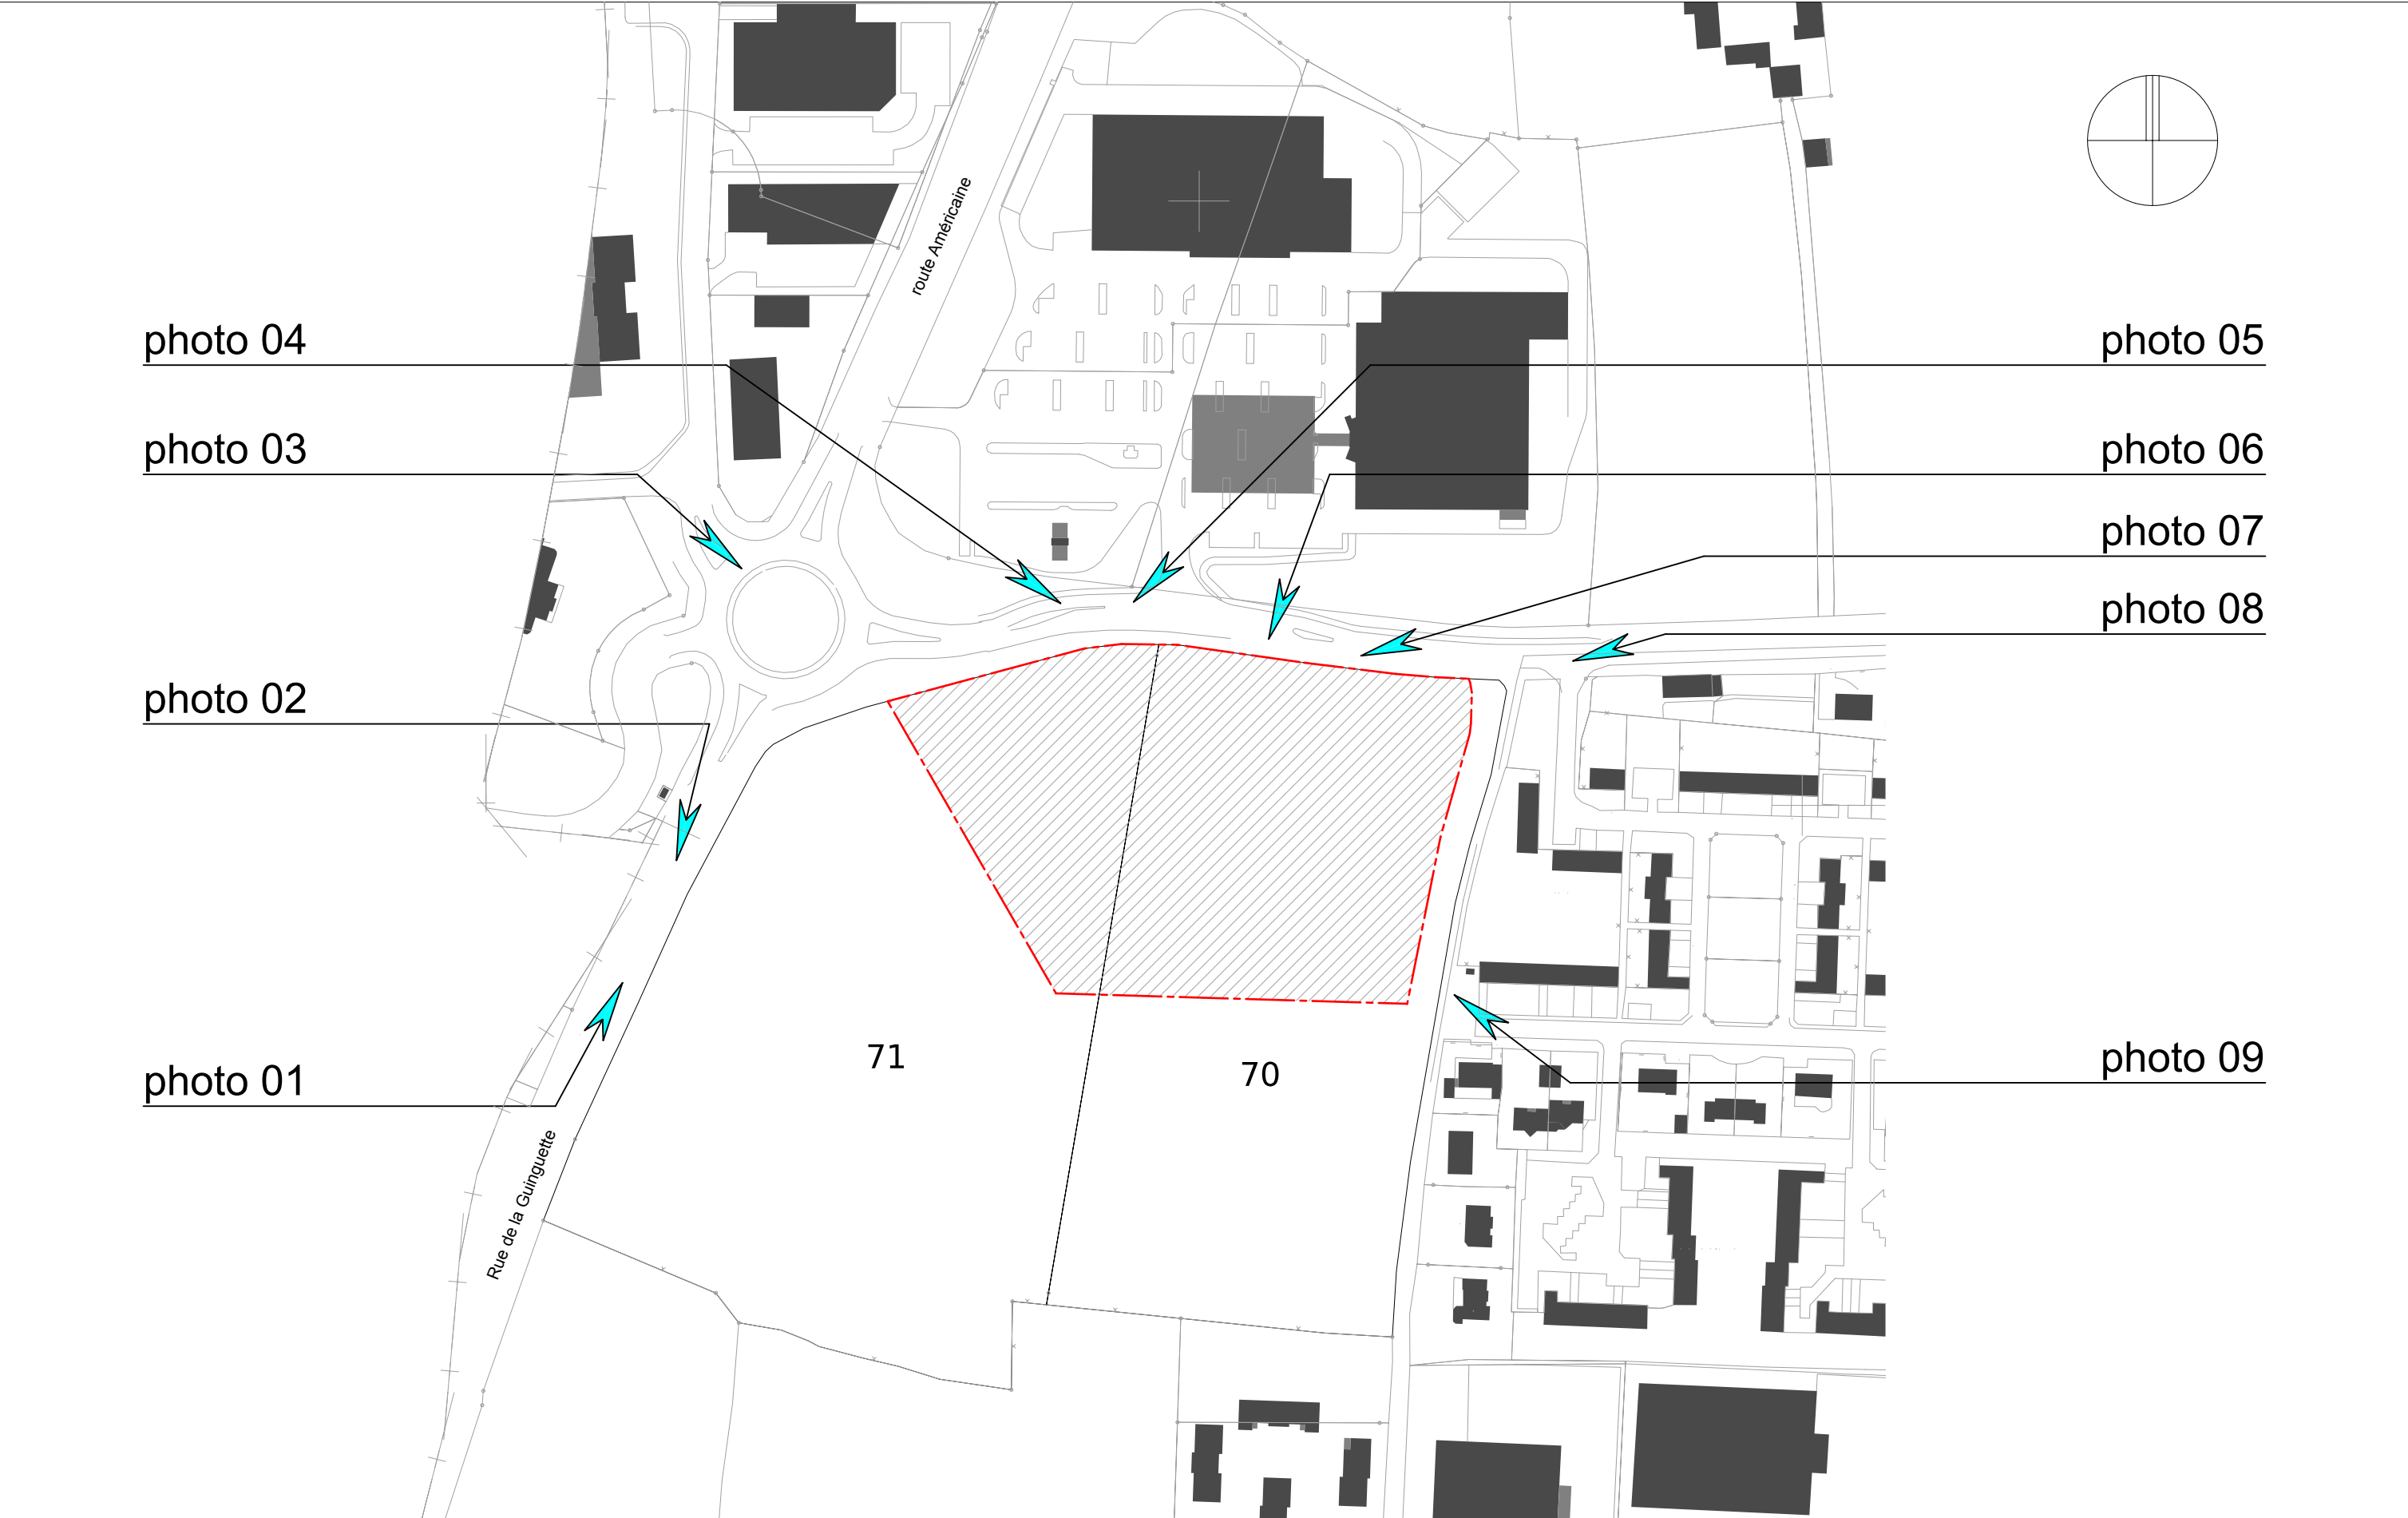 route Américaine
photo 04
photo 05
photo 03
photo 06
photo 07
photo 08
photo 02
71
70
photo 01
photo 09
Rue de la Guinguette